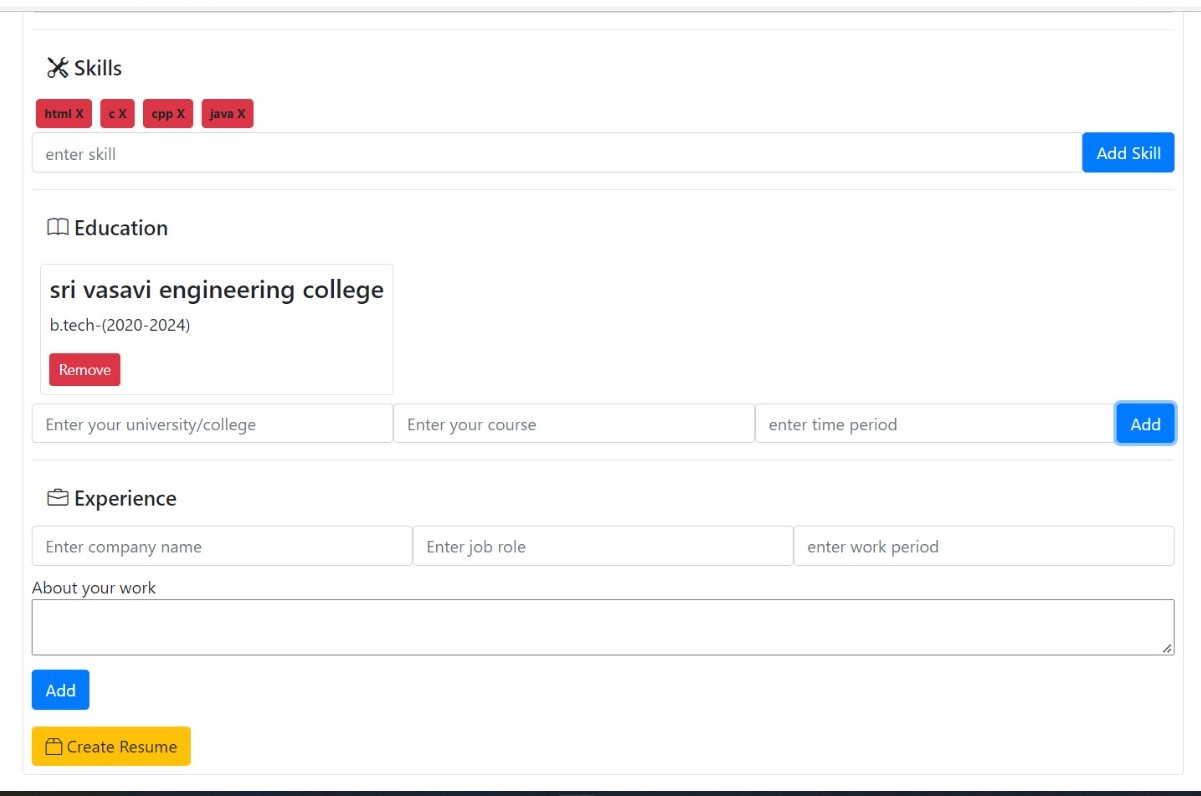 Skills
html X c X cpp X java X
enter skill Add Skill
Education
sri vasavi engineering college
b.tech-(2020-2024)
Remove
Enter your university/college Enter your course enter time period Add
Experience
Enter company name Enter job role enter work period
About your work
Add
Create Resume